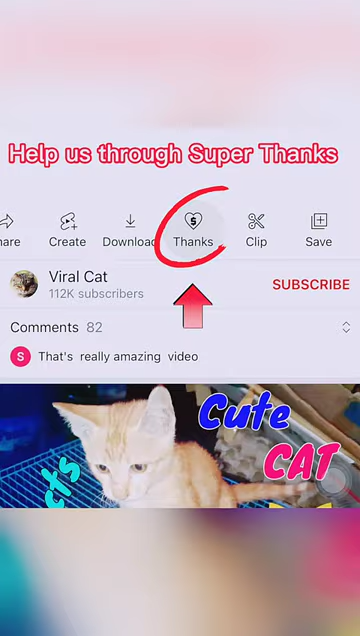 Help us through Super Thanks
hare
Create
Download
Thanks
Clip
Save
Viral Cat
112K subscribers
SUBSCRIBE
Comments 82
S
That's really amazing video
Cute
CAT
cts